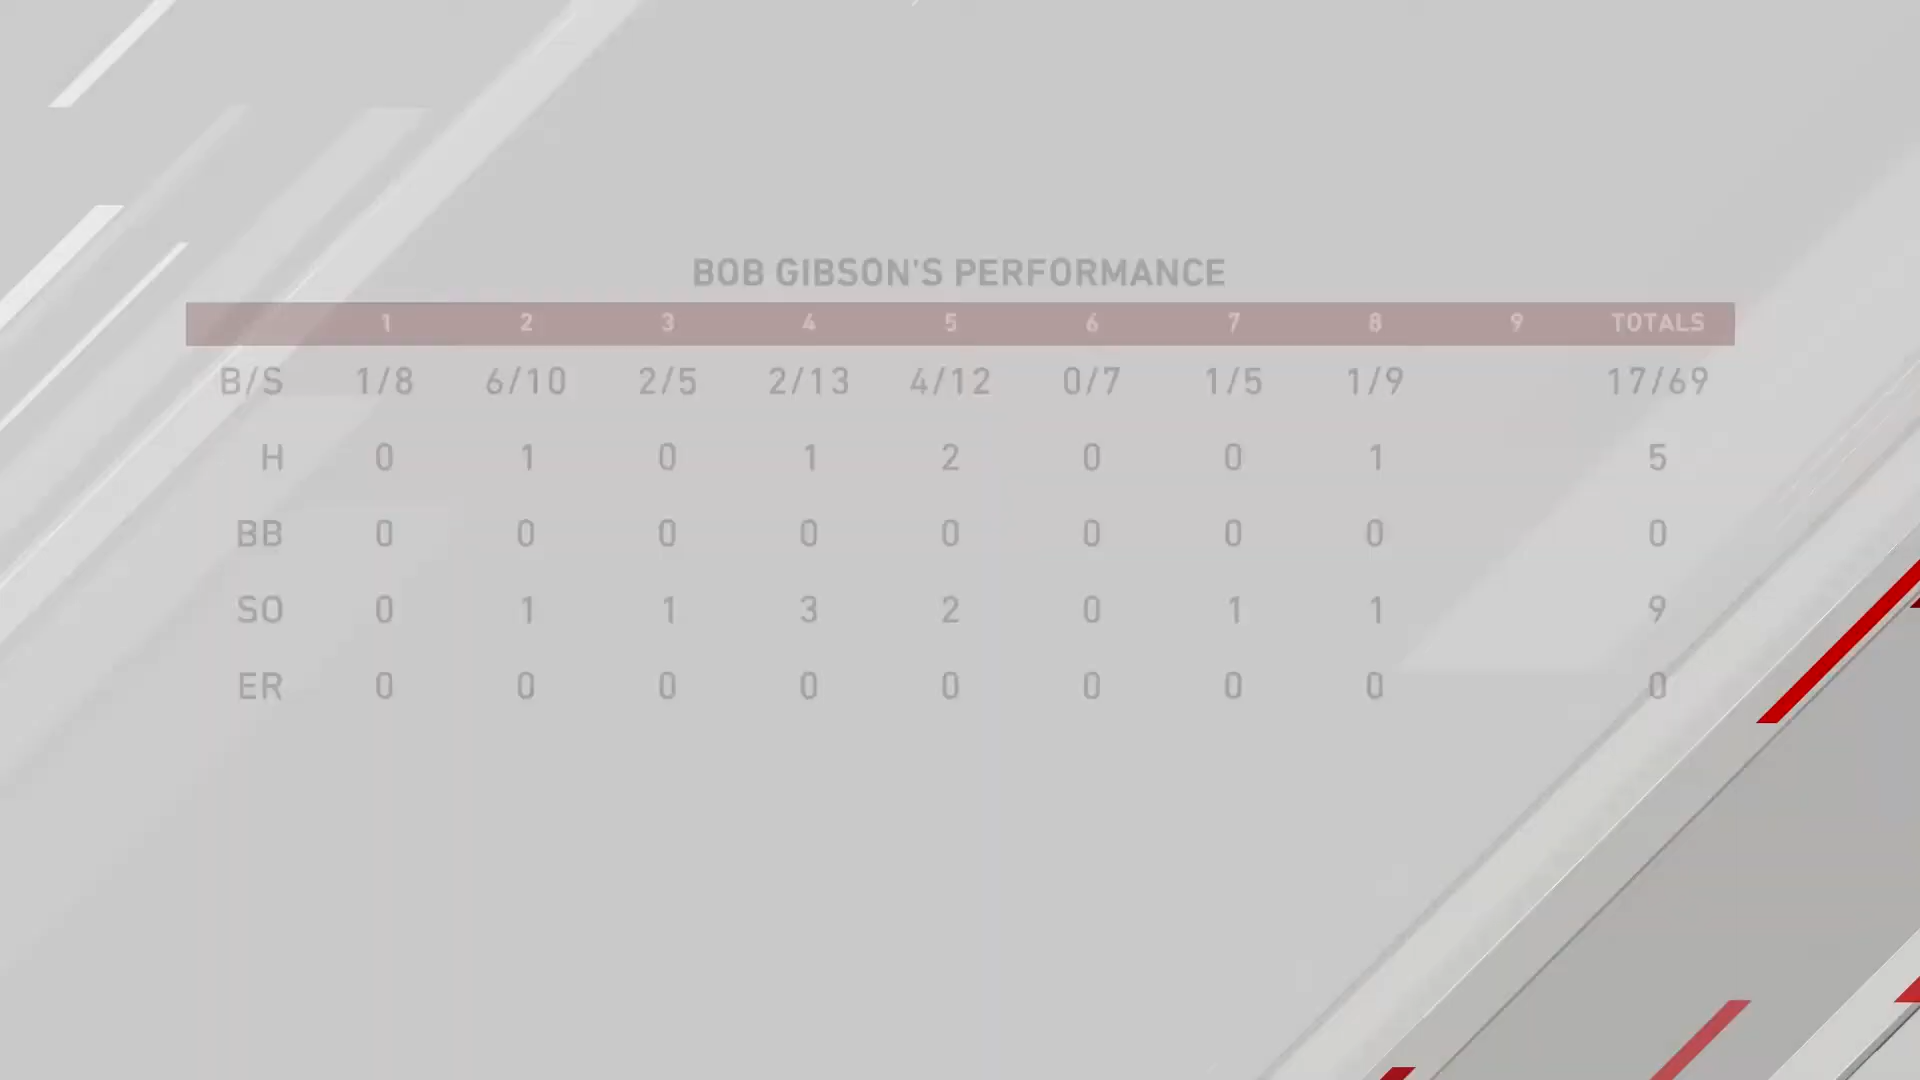 BOB GIBSON'S PERFORMANCE
1 2 3 4 5 6 7 8 9 TOTALS
B/S 1/8 6/10 2/5 2/13 4/12 0/7 1/5 1/9 17/69
H 0 1 0 1 2 0 0 1 5
BB 0 0 0 0 0 0 0 0 0
SO 0 1 1 3 2 0 1 1 9
ER 0 0 0 0 0 0 0 0 0